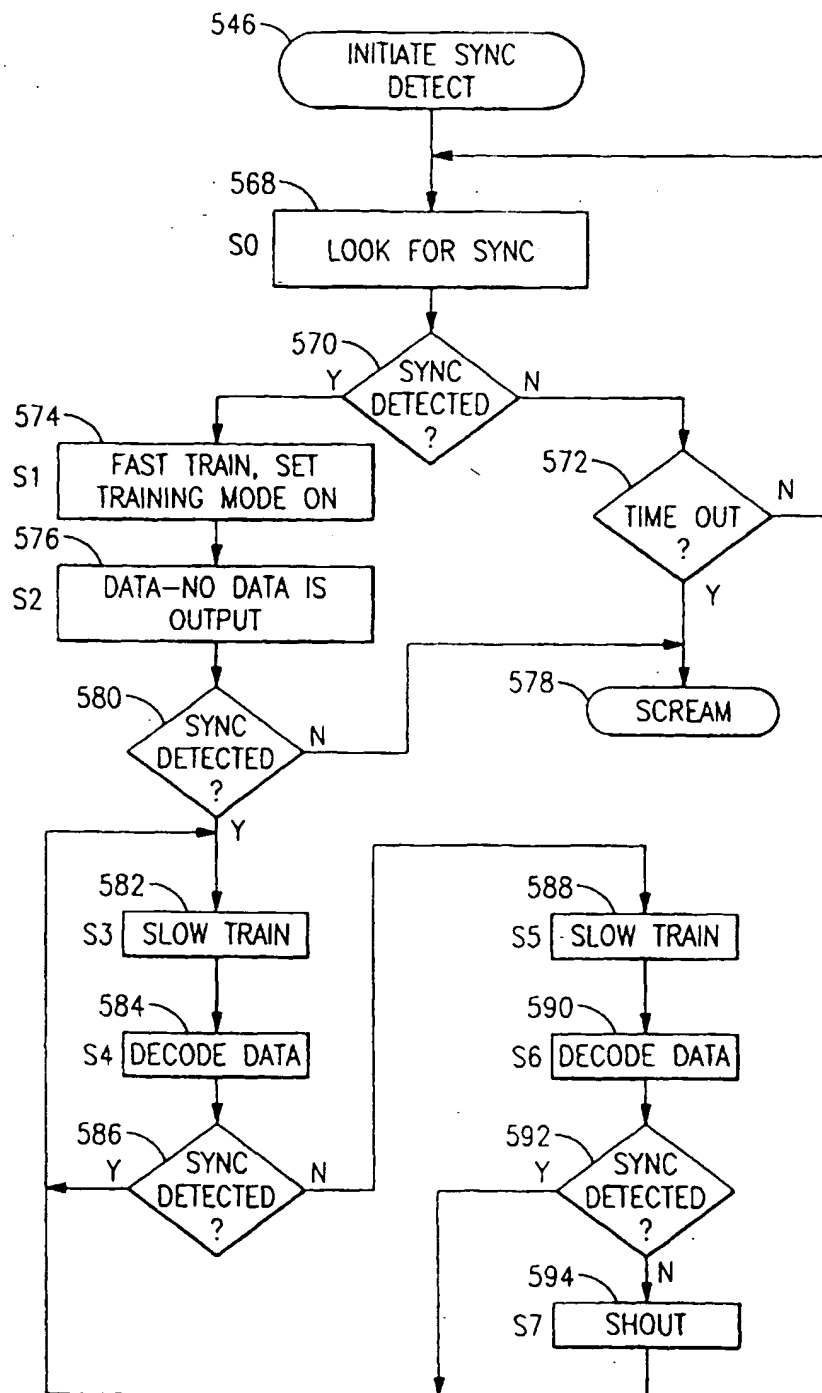 546
INITIATE SYNC
DETECT
568
S0
LOOK FOR SYNC
570
SYNC
DETECTED
?
Y
N
574
S1
FAST TRAIN, SET
TRAINING MODE ON
572
TIME OUT
?
N
Y
576
S2
DATA–NO DATA IS
OUTPUT
578
SCREAM
580
SYNC
DETECTED
?
N
Y
582
S3
SLOW TRAIN
588
S5
SLOW TRAIN
584
S4
DECODE DATA
590
S6
DECODE DATA
586
SYNC
DETECTED
?
Y
N
592
SYNC
DETECTED
?
Y
N
594
S7
SHOUT